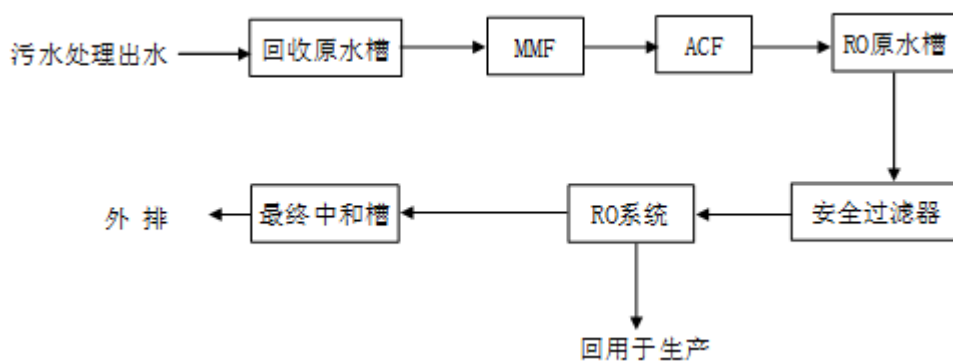 污水处理出水
回收原水槽
MMF
ACF
RO原水槽
外 排
最终中和槽
RO系统
安全过滤器
回用于生产